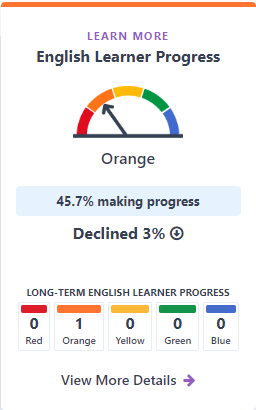 LEARN MORE
English Learner Progress
Orange
45.7% making progress
Declined 3%
LONG-TERM ENGLISH LEARNER PROGRESS
0 1 0 0 0
Red Orange Yellow Green Blue
View More Details